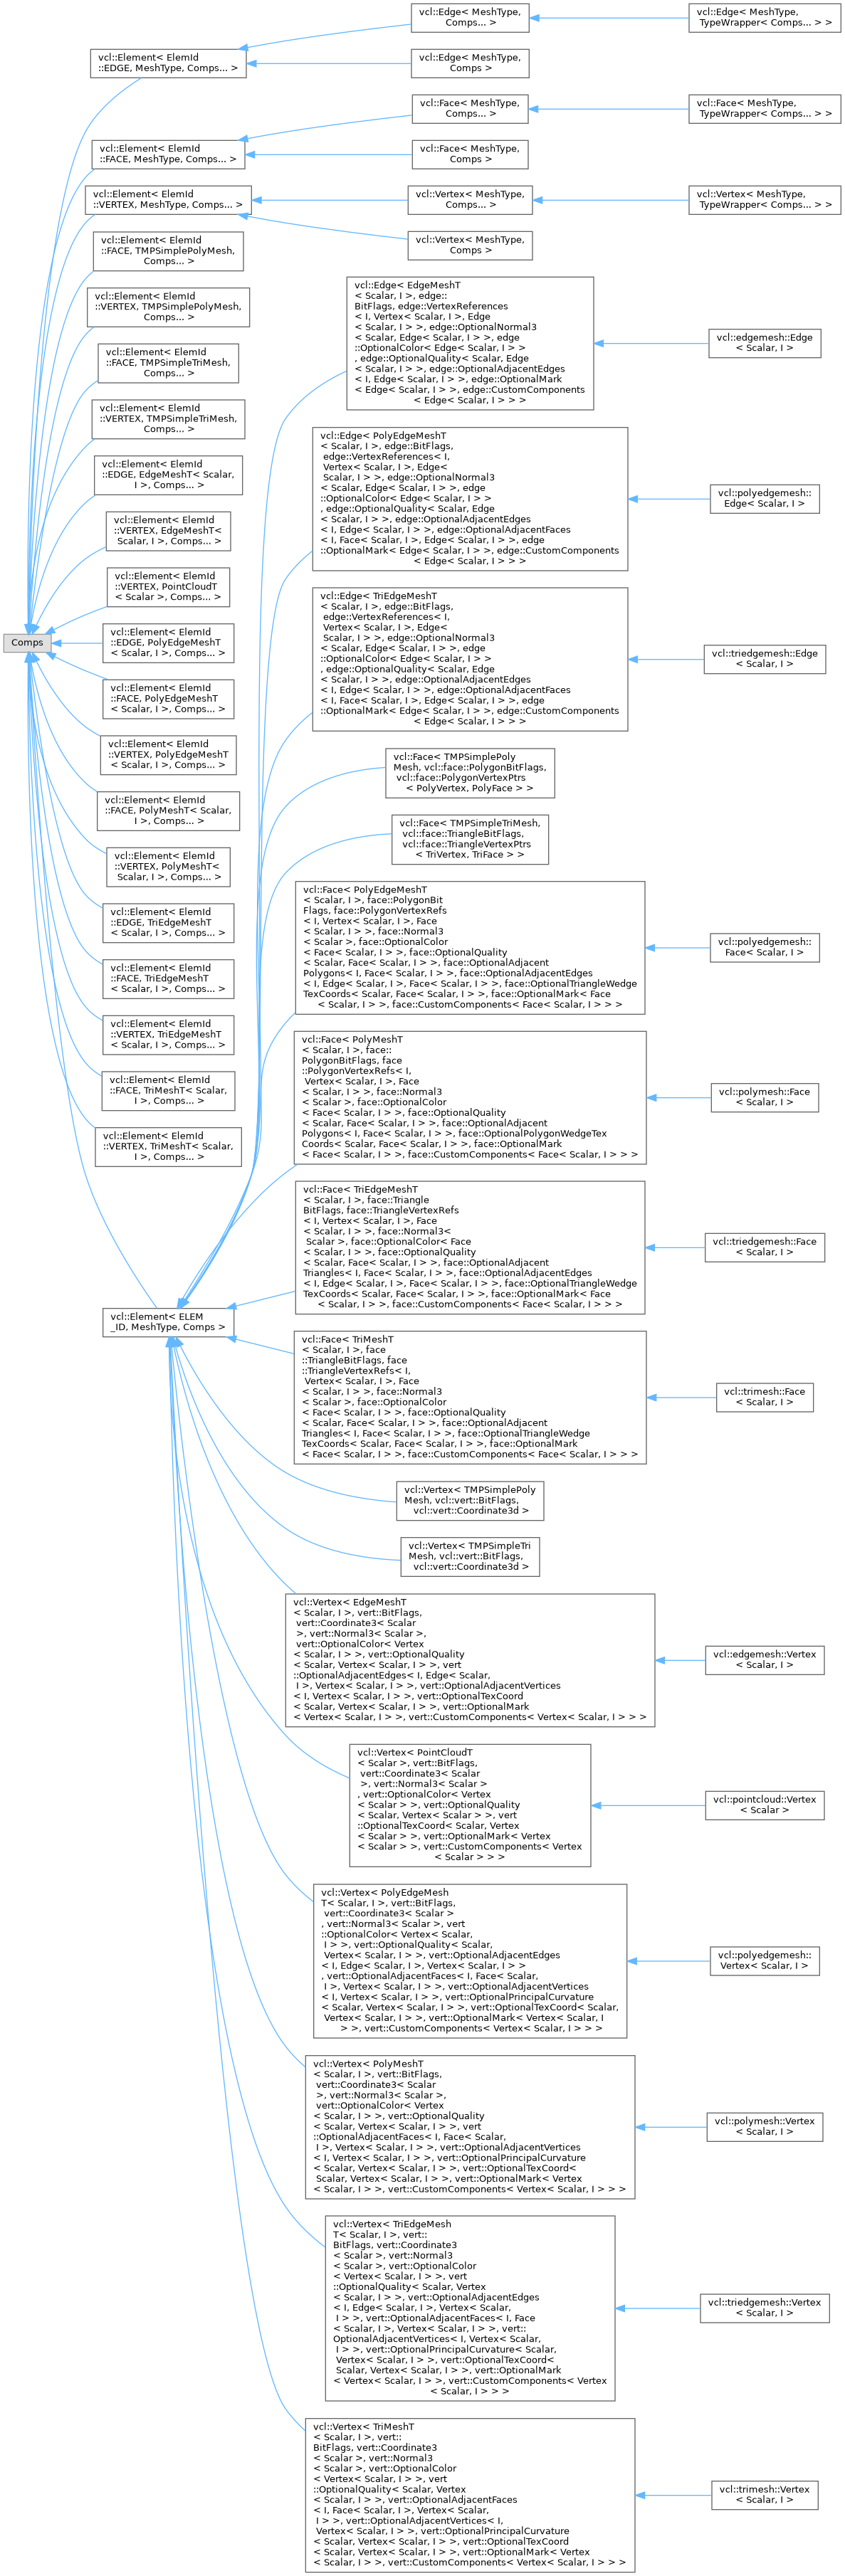 Comps
vcl::Element< ElemId
::EDGE, MeshType, Comps... >
vcl::Edge< MeshType,
Comps... >
vcl::Edge< MeshType,
TypeWrapper< Comps... > >
vcl::Edge< MeshType,
Comps >
vcl::Element< ElemId
::FACE, MeshType, Comps... >
vcl::Face< MeshType,
Comps... >
vcl::Face< MeshType,
TypeWrapper< Comps... > >
vcl::Face< MeshType,
Comps >
vcl::Element< ElemId
::VERTEX, MeshType, Comps... >
vcl::Vertex< MeshType,
Comps... >
vcl::Vertex< MeshType,
TypeWrapper< Comps... > >
vcl::Vertex< MeshType,
Comps >
vcl::Element< ElemId
::FACE, TMPSimplePolyMesh,
Comps... >
vcl::Element< ElemId
::VERTEX, TMPSimplePolyMesh,
Comps... >
vcl::Element< ElemId
::FACE, TMPSimpleTriMesh,
Comps... >
vcl::Element< ElemId
::VERTEX, TMPSimpleTriMesh,
Comps... >
vcl::Element< ElemId
::EDGE, EdgeMeshT< Scalar,
I >, Comps... >
vcl::Element< ElemId
::VERTEX, EdgeMeshT<
Scalar, I >, Comps... >
vcl::Element< ElemId
::VERTEX, PointCloudT
< Scalar >, Comps... >
vcl::Element< ElemId
::EDGE, PolyEdgeMeshT
< Scalar, I >, Comps... >
vcl::Element< ElemId
::FACE, PolyEdgeMeshT
< Scalar, I >, Comps... >
vcl::Element< ElemId
::VERTEX, PolyEdgeMeshT
< Scalar, I >, Comps... >
vcl::Element< ElemId
::FACE, PolyMeshT< Scalar,
I >, Comps... >
vcl::Element< ElemId
::VERTEX, PolyMeshT<
Scalar, I >, Comps... >
vcl::Element< ElemId
::EDGE, TriEdgeMeshT
< Scalar, I >, Comps... >
vcl::Element< ElemId
::FACE, TriEdgeMeshT
< Scalar, I >, Comps... >
vcl::Element< ElemId
::VERTEX, TriEdgeMeshT
< Scalar, I >, Comps... >
vcl::Element< ElemId
::FACE, TriMeshT< Scalar,
I >, Comps... >
vcl::Element< ElemId
::VERTEX, TriMeshT< Scalar,
I >, Comps... >
vcl::Element< ELEM
_ID, MeshType, Comps >
vcl::Edge< EdgeMeshT
< Scalar, I >, edge::
BitFlags, edge::VertexReferences
< I, Vertex< Scalar, I >, Edge
< Scalar, I > >, edge::OptionalNormal3
< Scalar, Edge< Scalar, I > >, edge
::OptionalColor< Edge< Scalar, I > >
, edge::OptionalQuality< Scalar, Edge
< Scalar, I > >, edge::OptionalAdjacentEdges
< I, Edge< Scalar, I > >, edge::OptionalMark
< Edge< Scalar, I > >, edge::CustomComponents
< Edge< Scalar, I > > >
vcl::edgemesh::Edge
< Scalar, I >
vcl::Edge< PolyEdgeMeshT
< Scalar, I >, edge::BitFlags,
edge::VertexReferences< I,
Vertex< Scalar, I >, Edge<
Scalar, I > >, edge::OptionalNormal3
< Scalar, Edge< Scalar, I > >, edge
::OptionalColor< Edge< Scalar, I > >
, edge::OptionalQuality< Scalar, Edge
< Scalar, I > >, edge::OptionalAdjacentEdges
< I, Edge< Scalar, I > >, edge::OptionalAdjacentFaces
< I, Face< Scalar, I >, Edge< Scalar, I > >, edge
::OptionalMark< Edge< Scalar, I > >, edge::CustomComponents
< Edge< Scalar, I > > >
vcl::polyedgemesh::
Edge< Scalar, I >
vcl::Edge< TriEdgeMeshT
< Scalar, I >, edge::BitFlags,
edge::VertexReferences< I,
Vertex< Scalar, I >, Edge<
Scalar, I > >, edge::OptionalNormal3
< Scalar, Edge< Scalar, I > >, edge
::OptionalColor< Edge< Scalar, I > >
, edge::OptionalQuality< Scalar, Edge
< Scalar, I > >, edge::OptionalAdjacentEdges
< I, Edge< Scalar, I > >, edge::OptionalAdjacentFaces
< I, Face< Scalar, I >, Edge< Scalar, I > >, edge
::OptionalMark< Edge< Scalar, I > >, edge::CustomComponents
< Edge< Scalar, I > > >
vcl::triedgemesh::Edge
< Scalar, I >
vcl::Face< TMPSimplePoly
Mesh, vcl::face::PolygonBitFlags,
vcl::face::PolygonVertexPtrs
< PolyVertex, PolyFace > >
vcl::Face< TMPSimpleTriMesh,
vcl::face::TriangleBitFlags,
vcl::face::TriangleVertexPtrs
< TriVertex, TriFace > >
vcl::Face< PolyEdgeMeshT
< Scalar, I >, face::PolygonBit
Flags, face::PolygonVertexRefs
< I, Vertex< Scalar, I >, Face
< Scalar, I > >, face::Normal3
< Scalar >, face::OptionalColor
< Face< Scalar, I > >, face::OptionalQuality
< Scalar, Face< Scalar, I > >, face::OptionalAdjacent
Polygons< I, Face< Scalar, I > >, face::OptionalAdjacentEdges
< I, Edge< Scalar, I >, Face< Scalar, I > >, face::OptionalTriangleWedge
TexCoords< Scalar, Face< Scalar, I > >, face::OptionalMark< Face
< Scalar, I > >, face::CustomComponents< Face< Scalar, I > > >
vcl::polyedgemesh::
Face< Scalar, I >
vcl::Face< PolyMeshT
< Scalar, I >, face::
PolygonBitFlags, face
::PolygonVertexRefs< I,
Vertex< Scalar, I >, Face
< Scalar, I > >, face::Normal3
< Scalar >, face::OptionalColor
< Face< Scalar, I > >, face::OptionalQuality
< Scalar, Face< Scalar, I > >, face::OptionalAdjacent
Polygons< I, Face< Scalar, I > >, face::OptionalPolygonWedgeTex
Coords< Scalar, Face< Scalar, I > >, face::OptionalMark
< Face< Scalar, I > >, face::CustomComponents< Face< Scalar, I > > >
vcl::polymesh::Face
< Scalar, I >
vcl::Face< TriEdgeMeshT
< Scalar, I >, face::Triangle
BitFlags, face::TriangleVertexRefs
< I, Vertex< Scalar, I >, Face
< Scalar, I > >, face::Normal3<
Scalar >, face::OptionalColor< Face
< Scalar, I > >, face::OptionalQuality
< Scalar, Face< Scalar, I > >, face::OptionalAdjacent
Triangles< I, Face< Scalar, I > >, face::OptionalAdjacentEdges
< I, Edge< Scalar, I >, Face< Scalar, I > >, face::OptionalTriangleWedge
TexCoords< Scalar, Face< Scalar, I > >, face::OptionalMark< Face
< Scalar, I > >, face::CustomComponents< Face< Scalar, I > > >
vcl::triedgemesh::Face
< Scalar, I >
vcl::Face< TriMeshT
< Scalar, I >, face
::TriangleBitFlags, face
::TriangleVertexRefs< I,
Vertex< Scalar, I >, Face
< Scalar, I > >, face::Normal3
< Scalar >, face::OptionalColor
< Face< Scalar, I > >, face::OptionalQuality
< Scalar, Face< Scalar, I > >, face::OptionalAdjacent
Triangles< I, Face< Scalar, I > >, face::OptionalTriangleWedge
TexCoords< Scalar, Face< Scalar, I > >, face::OptionalMark
< Face< Scalar, I > >, face::CustomComponents< Face< Scalar, I > > >
vcl::trimesh::Face
< Scalar, I >
vcl::Vertex< TMPSimplePoly
Mesh, vcl::vert::BitFlags,
vcl::vert::Coordinate3d >
vcl::Vertex< TMPSimpleTri
Mesh, vcl::vert::BitFlags,
vcl::vert::Coordinate3d >
vcl::Vertex< EdgeMeshT
< Scalar, I >, vert::BitFlags,
vert::Coordinate3< Scalar
>, vert::Normal3< Scalar >,
vert::OptionalColor< Vertex
< Scalar, I > >, vert::OptionalQuality
< Scalar, Vertex< Scalar, I > >, vert
::OptionalAdjacentEdges< I, Edge< Scalar,
I >, Vertex< Scalar, I > >, vert::OptionalAdjacentVertices
< I, Vertex< Scalar, I > >, vert::OptionalTexCoord
< Scalar, Vertex< Scalar, I > >, vert::OptionalMark
< Vertex< Scalar, I > >, vert::CustomComponents< Vertex< Scalar, I > > >
vcl::edgemesh::Vertex
< Scalar, I >
vcl::Vertex< PointCloudT
< Scalar >, vert::BitFlags,
vert::Coordinate3< Scalar
>, vert::Normal3< Scalar >
, vert::OptionalColor< Vertex
< Scalar > >, vert::OptionalQuality
< Scalar, Vertex< Scalar > >, vert
::OptionalTexCoord< Scalar, Vertex
< Scalar > >, vert::OptionalMark< Vertex
< Scalar > >, vert::CustomComponents< Vertex
< Scalar > > >
vcl::pointcloud::Vertex
< Scalar >
vcl::Vertex< PolyEdgeMesh
T< Scalar, I >, vert::BitFlags,
vert::Coordinate3< Scalar >
, vert::Normal3< Scalar >, vert
::OptionalColor< Vertex< Scalar,
I > >, vert::OptionalQuality< Scalar,
Vertex< Scalar, I > >, vert::OptionalAdjacentEdges
< I, Edge< Scalar, I >, Vertex< Scalar, I > >
, vert::OptionalAdjacentFaces< I, Face< Scalar,
I >, Vertex< Scalar, I > >, vert::OptionalAdjacentVertices
< I, Vertex< Scalar, I > >, vert::OptionalPrincipalCurvature
< Scalar, Vertex< Scalar, I > >, vert::OptionalTexCoord< Scalar,
Vertex< Scalar, I > >, vert::OptionalMark< Vertex< Scalar, I
> >, vert::CustomComponents< Vertex< Scalar, I > > >
vcl::polyedgemesh::
Vertex< Scalar, I >
vcl::Vertex< PolyMeshT
< Scalar, I >, vert::BitFlags,
vert::Coordinate3< Scalar
>, vert::Normal3< Scalar >,
vert::OptionalColor< Vertex
< Scalar, I > >, vert::OptionalQuality
< Scalar, Vertex< Scalar, I > >, vert
::OptionalAdjacentFaces< I, Face< Scalar,
I >, Vertex< Scalar, I > >, vert::OptionalAdjacentVertices
< I, Vertex< Scalar, I > >, vert::OptionalPrincipalCurvature
< Scalar, Vertex< Scalar, I > >, vert::OptionalTexCoord<
Scalar, Vertex< Scalar, I > >, vert::OptionalMark< Vertex
< Scalar, I > >, vert::CustomComponents< Vertex< Scalar, I > > >
vcl::polymesh::Vertex
< Scalar, I >
vcl::Vertex< TriEdgeMesh
T< Scalar, I >, vert::
BitFlags, vert::Coordinate3
< Scalar >, vert::Normal3
< Scalar >, vert::OptionalColor
< Vertex< Scalar, I > >, vert
::OptionalQuality< Scalar, Vertex
< Scalar, I > >, vert::OptionalAdjacentEdges
< I, Edge< Scalar, I >, Vertex< Scalar,
I > >, vert::OptionalAdjacentFaces< I, Face
< Scalar, I >, Vertex< Scalar, I > >, vert::
OptionalAdjacentVertices< I, Vertex< Scalar,
I > >, vert::OptionalPrincipalCurvature< Scalar,
Vertex< Scalar, I > >, vert::OptionalTexCoord<
Scalar, Vertex< Scalar, I > >, vert::OptionalMark
< Vertex< Scalar, I > >, vert::CustomComponents< Vertex
< Scalar, I > > >
vcl::triedgemesh::Vertex
< Scalar, I >
vcl::Vertex< TriMeshT
< Scalar, I >, vert::
BitFlags, vert::Coordinate3
< Scalar >, vert::Normal3
< Scalar >, vert::OptionalColor
< Vertex< Scalar, I > >, vert
::OptionalQuality< Scalar, Vertex
< Scalar, I > >, vert::OptionalAdjacentFaces
< I, Face< Scalar, I >, Vertex< Scalar,
I > >, vert::OptionalAdjacentVertices< I,
Vertex< Scalar, I > >, vert::OptionalPrincipalCurvature
< Scalar, Vertex< Scalar, I > >, vert::OptionalTexCoord
< Scalar, Vertex< Scalar, I > >, vert::OptionalMark< Vertex
< Scalar, I > >, vert::CustomComponents< Vertex< Scalar, I > > >
vcl::trimesh::Vertex
< Scalar, I >